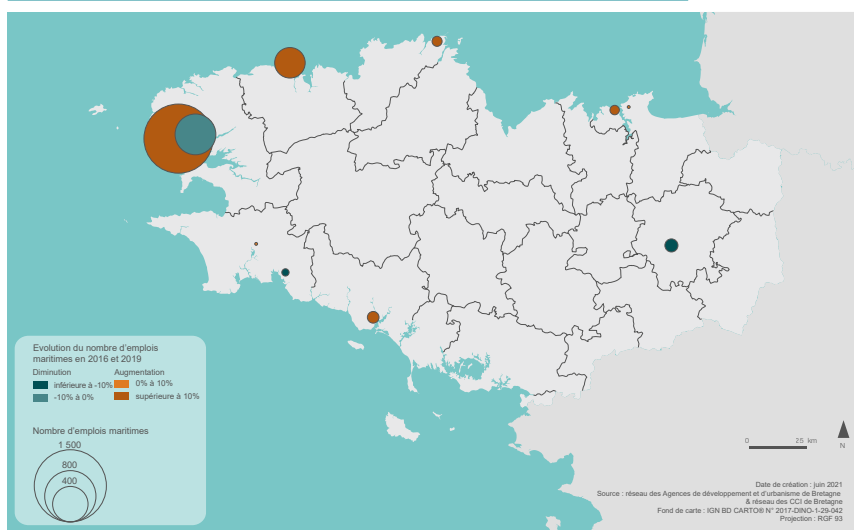 Evolution du nombre d'emplois
maritimes en 2016 et 2019
Diminution Augmentation
inférieure à -10% 0% à 10%
-10% à 0% supérieure à 10%
Nombre d'emplois maritimes
1 500
800
400
0 25 km
N
Date de création : juin 2021
Source : réseau des Agences de développement et d'urbanisme de Bretagne
& réseau des CCI de Bretagne
Fond de carte : IGN BD CARTO® N° 2017-DINO-1-29-042
Projection : RGF 93